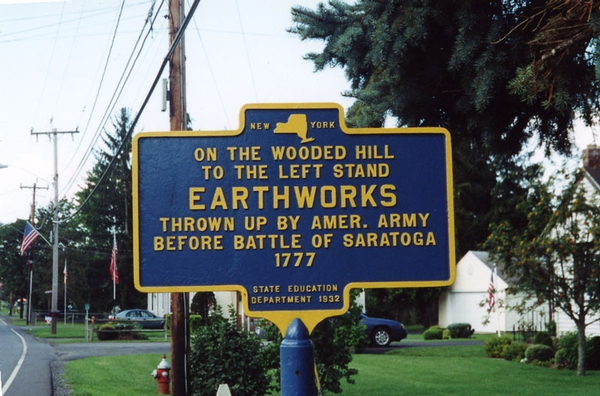 NEW YORK
ON THE WOODED HILL
TO THE LEFT STAND
EARTHWORKS
THROWN UP BY AMER. ARMY
BEFORE BATTLE OF SARATOGA
1777
STATE EDUCATION
DEPARTMENT 1932